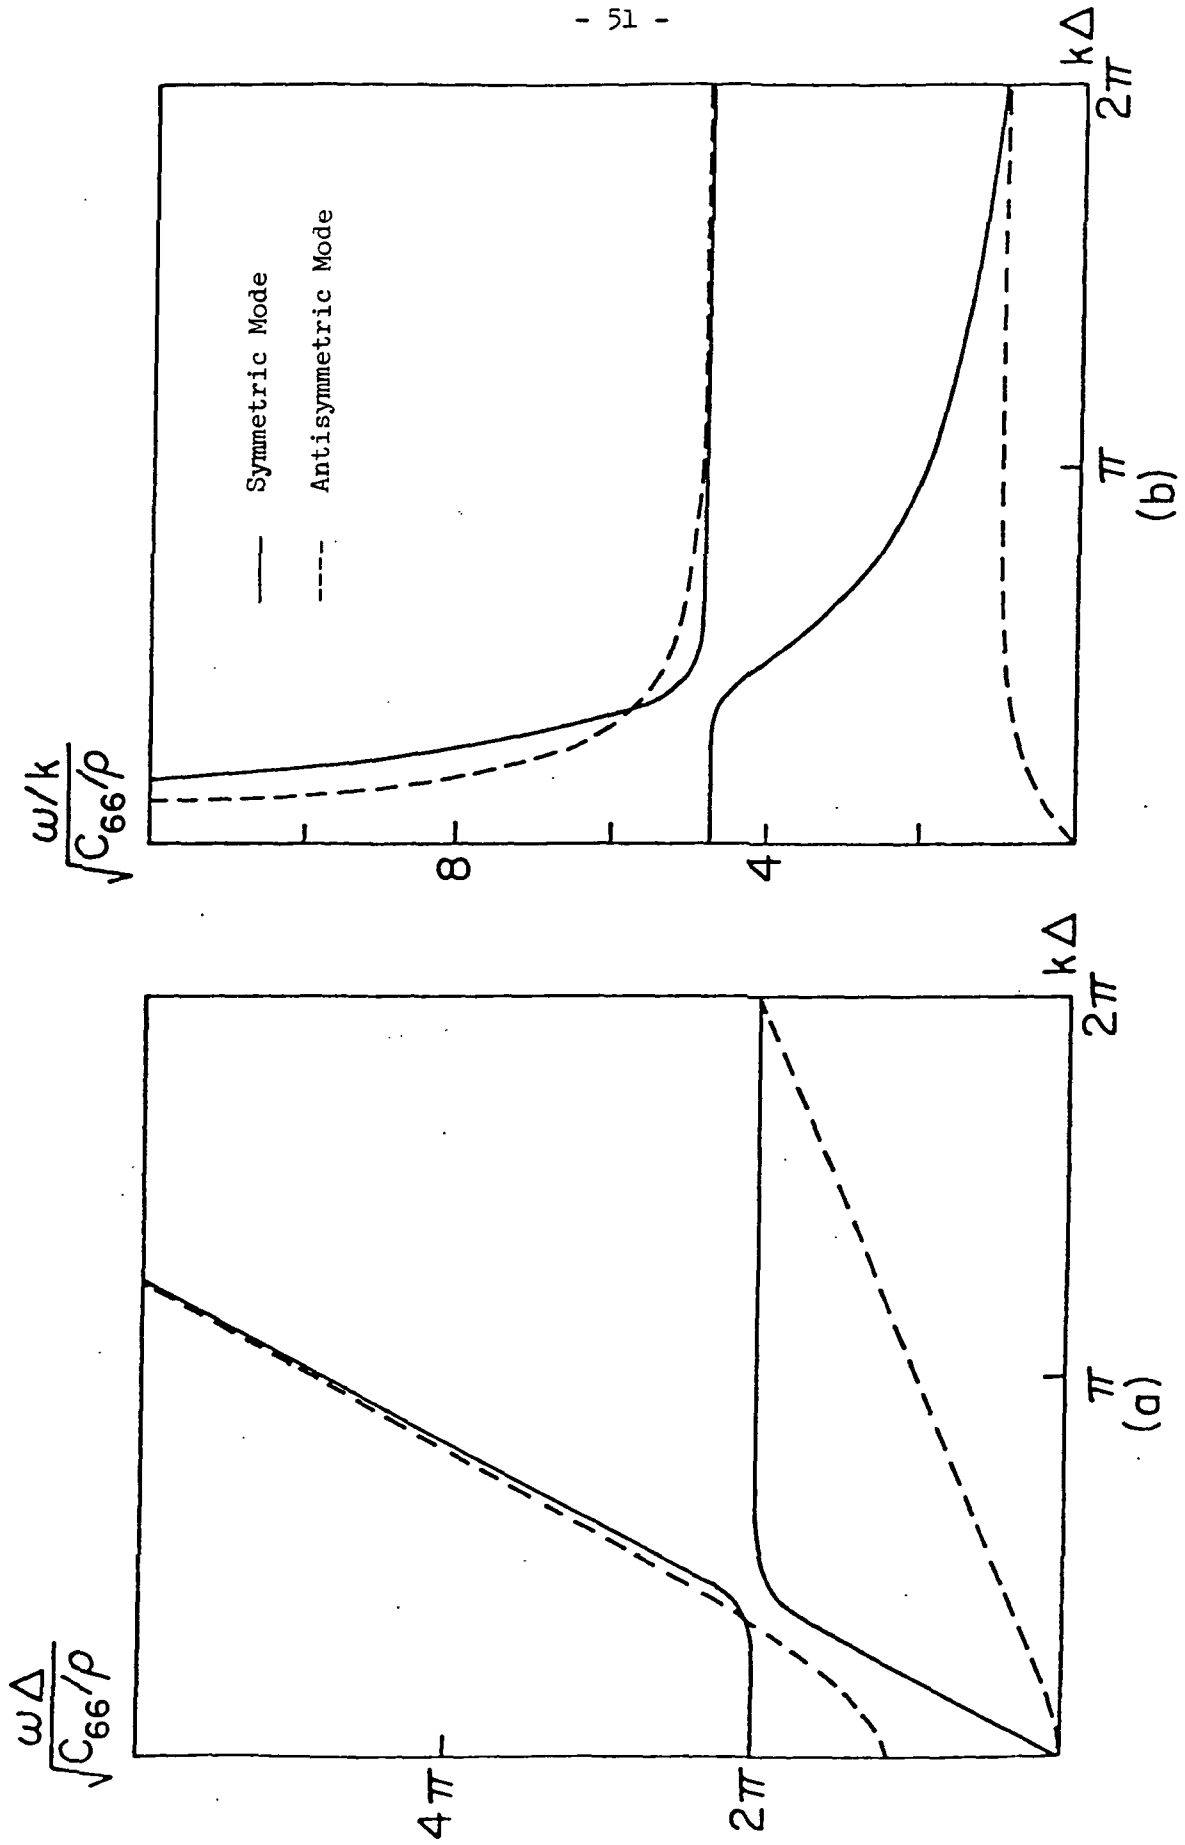 - 51 -
ωΔ
√C₆₆/ρ
4π
2π
π
2π
kΔ
(a)
ω/k
√C₆₆/ρ
8
4
—— Symmetric Mode
---- Antisymmetric Mode
π
2π
kΔ
(b)